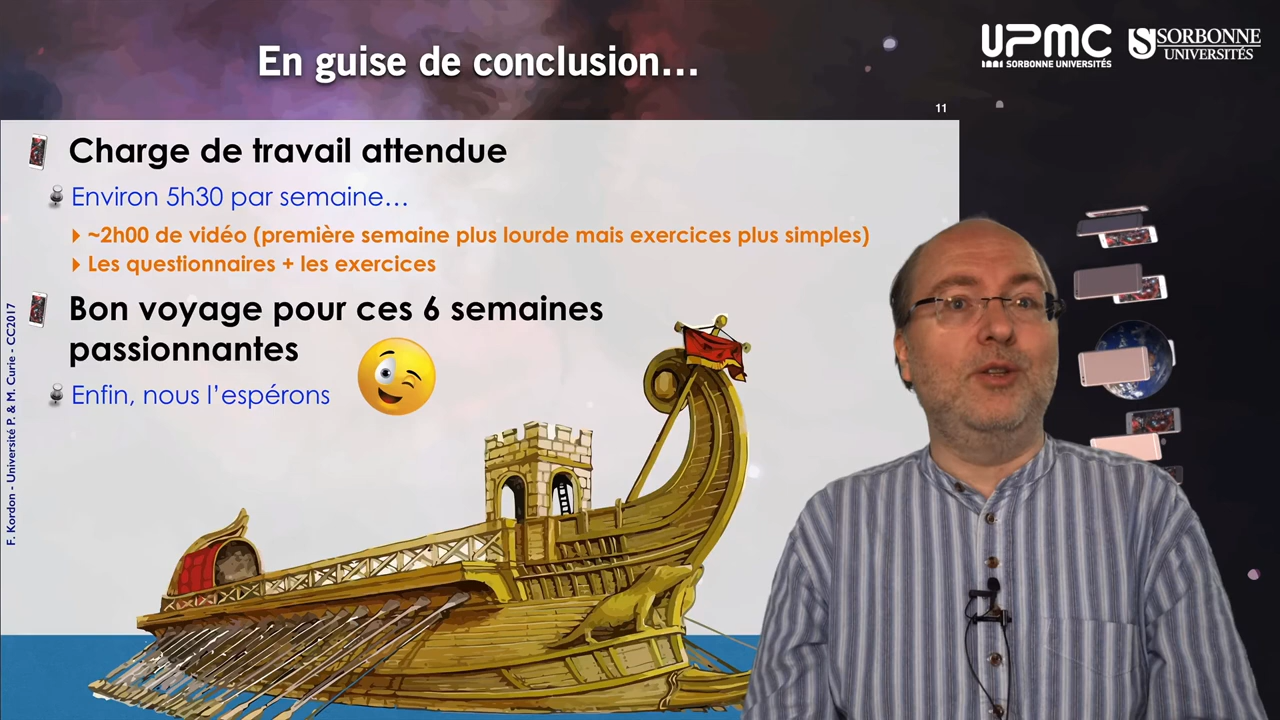 En guise de conclusion...
UPMC
SORBONNE UNIVERSITÉS
SORBONNE
UNIVERSITÉS
11
Charge de travail attendue
Environ 5h30 par semaine…
~2h00 de vidéo (première semaine plus lourde mais exercices plus simples)
Les questionnaires + les exercices
Bon voyage pour ces 6 semaines
passionnantes
Enfin, nous l’espérons
F. Kordon - Université P. & M. Curie - CC2017